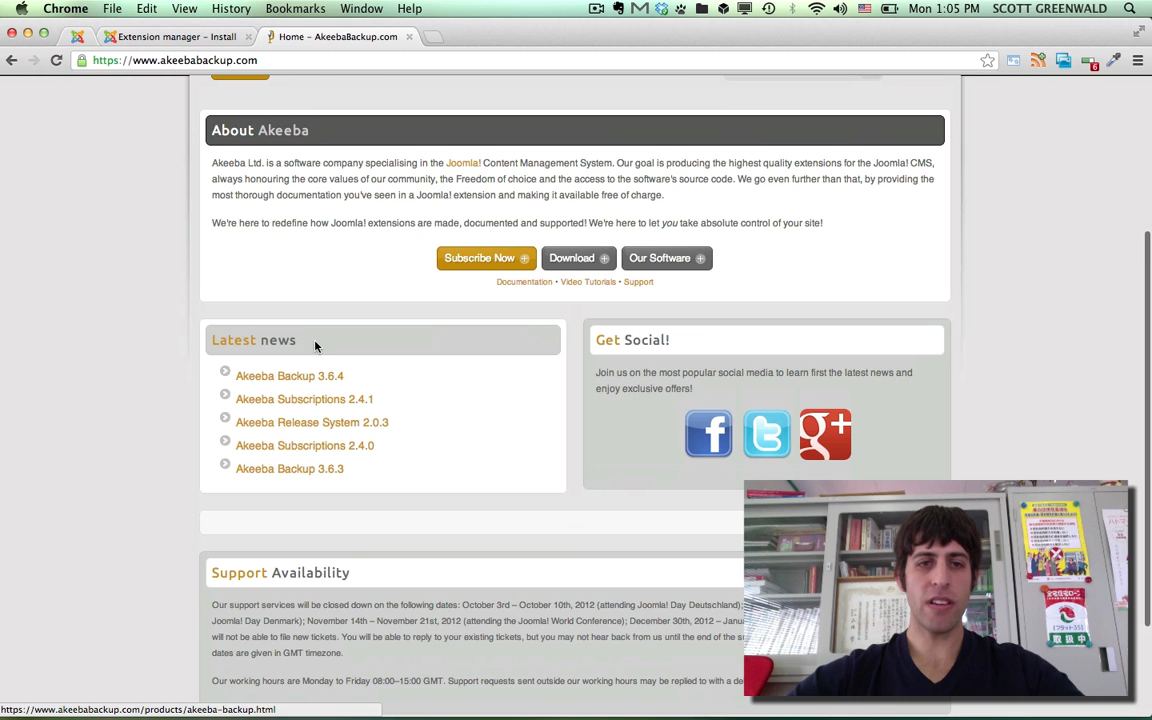 Chrome File Edit View History Bookmarks Window Help Mon 1:05 PM SCOTT GREENWALD
Extension manager - Install
Home - AkeebaBackup.com
https://www.akeebabackup.com
6
About Akeeba
Akeeba Ltd. is a software company specialising in the Joomla! Content Management System. Our goal is producing the highest quality extensions for the Joomla! CMS,
always honouring the core values of our community, the Freedom of choice and the access to the software's source code. We go even further than that, by providing the
most thorough documentation you've seen in a Joomla! extension and making it available free of charge.
We're here to redefine how Joomla! extensions are made, documented and supported! We're here to let you take absolute control of your site!
Subscribe Now Download Our Software
Documentation • Video Tutorials • Support
Latest news
Akeeba Backup 3.6.4
Akeeba Subscriptions 2.4.1
Akeeba Release System 2.0.3
Akeeba Subscriptions 2.4.0
Akeeba Backup 3.6.3
Get Social!
Join us on the most popular social media to learn first the latest news and
enjoy exclusive offers!
Support Availability
Our support services will be closed down on the following dates: October 3rd – October 10th, 2012 (attending Joomla! Day Deutschland);
Joomla! Day Denmark); November 14th – November 21st, 2012 (attending the Joomla! World Conference); December 30th, 2012 –
will not be able to file new tickets. You will be able to reply to your existing tickets, but you may not hear back from us until the end of the
dates are given in GMT timezone.
Our working hours are Monday to Friday 08:00–15:00 GMT. Support requests sent outside our working hours may be replied to with a
https://www.akeebabackup.com/products/akeeba-backup.html
取扱中